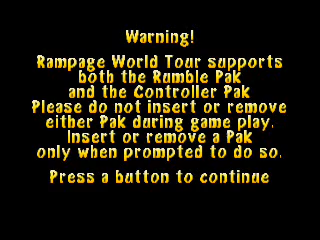 Warning!
Rampage World Tour supports
both the Rumble Pak
and the Controller Pak
Please do not insert or remove
either Pak during game play.
Insert or remove a Pak
only when prompted to do so.
Press a button to continue